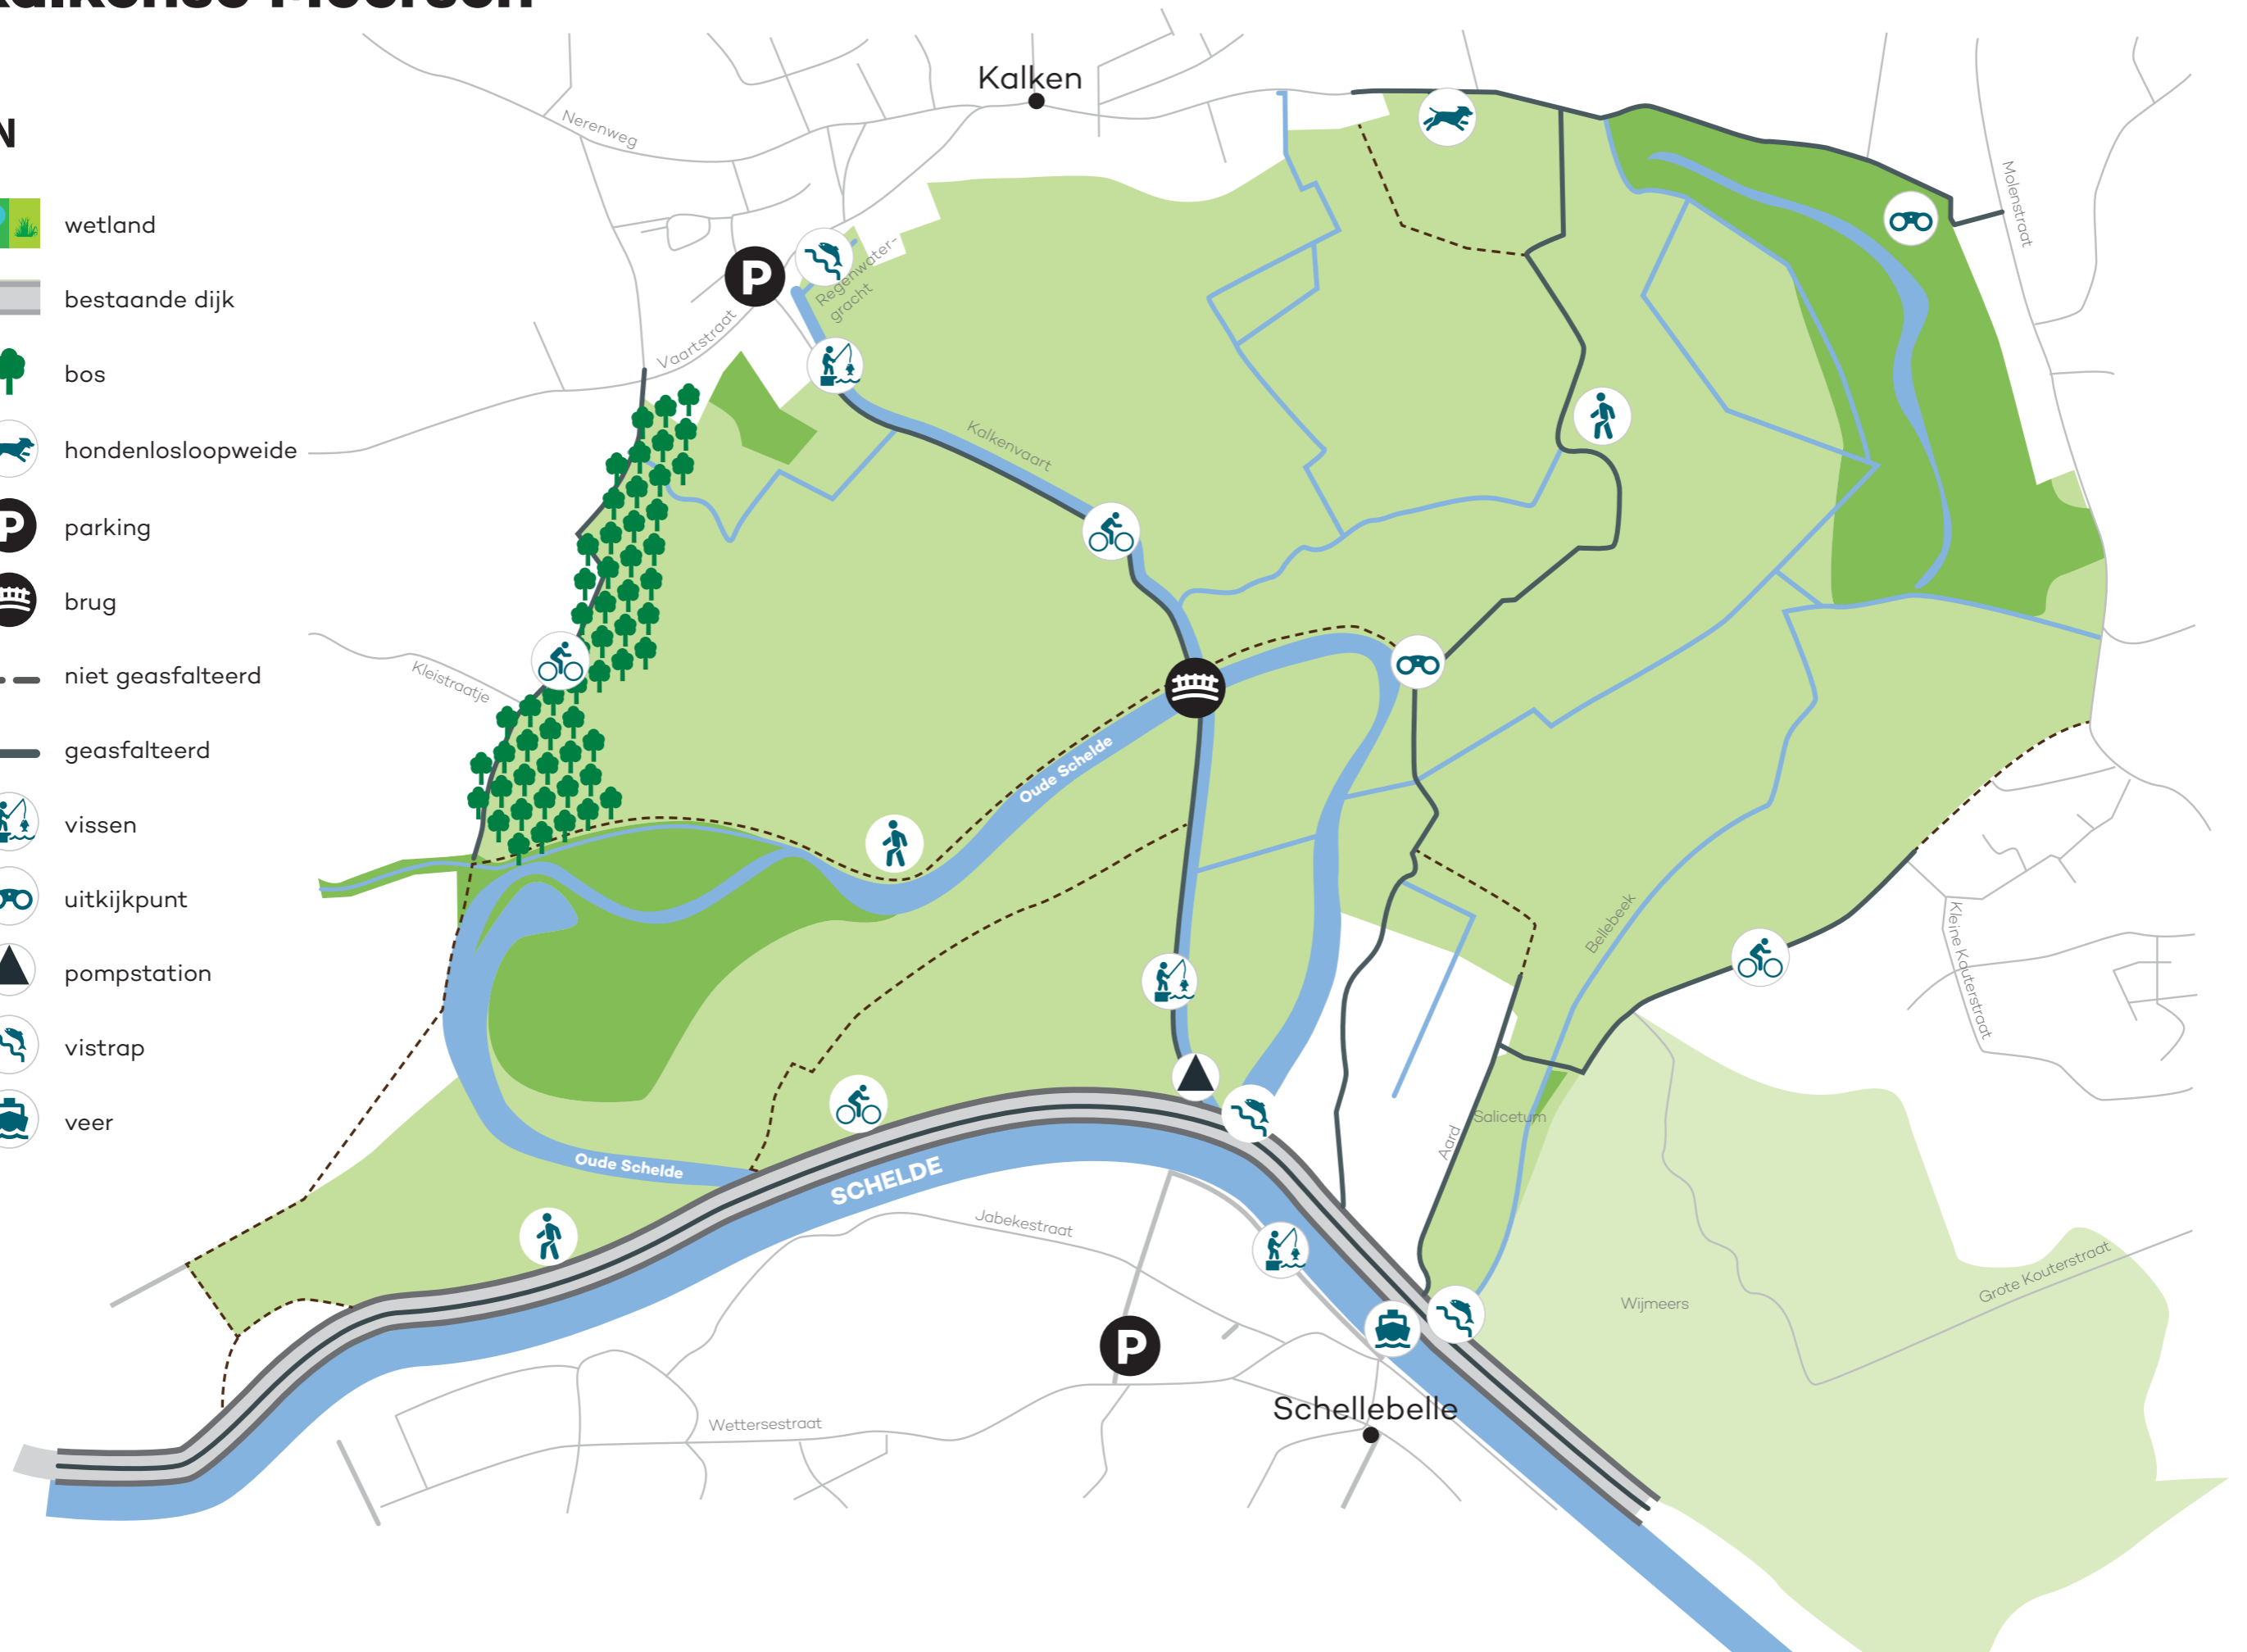 Kalkense Meersen
N
wetland
bestaande dijk
bos
hondenlosloopweide
P
parking
brug
niet geasfalteerd
geasfalteerd
vissen
uitkijkpunt
pompstation
vistrap
veer
Kalken
Nerenweg
Molenstraat
P
Regenwater-
gracht
Vaartstraat
Kalkenvaart
Kleistraatje
Oude Schelde
Bellebeek
Kleine Kouterstraat
Salicetum
Aard
Oude Schelde
SCHELDE
Jabekestraat
Grote Kouterstraat
Wijmeers
P
Schellebelle
Wettersestraat